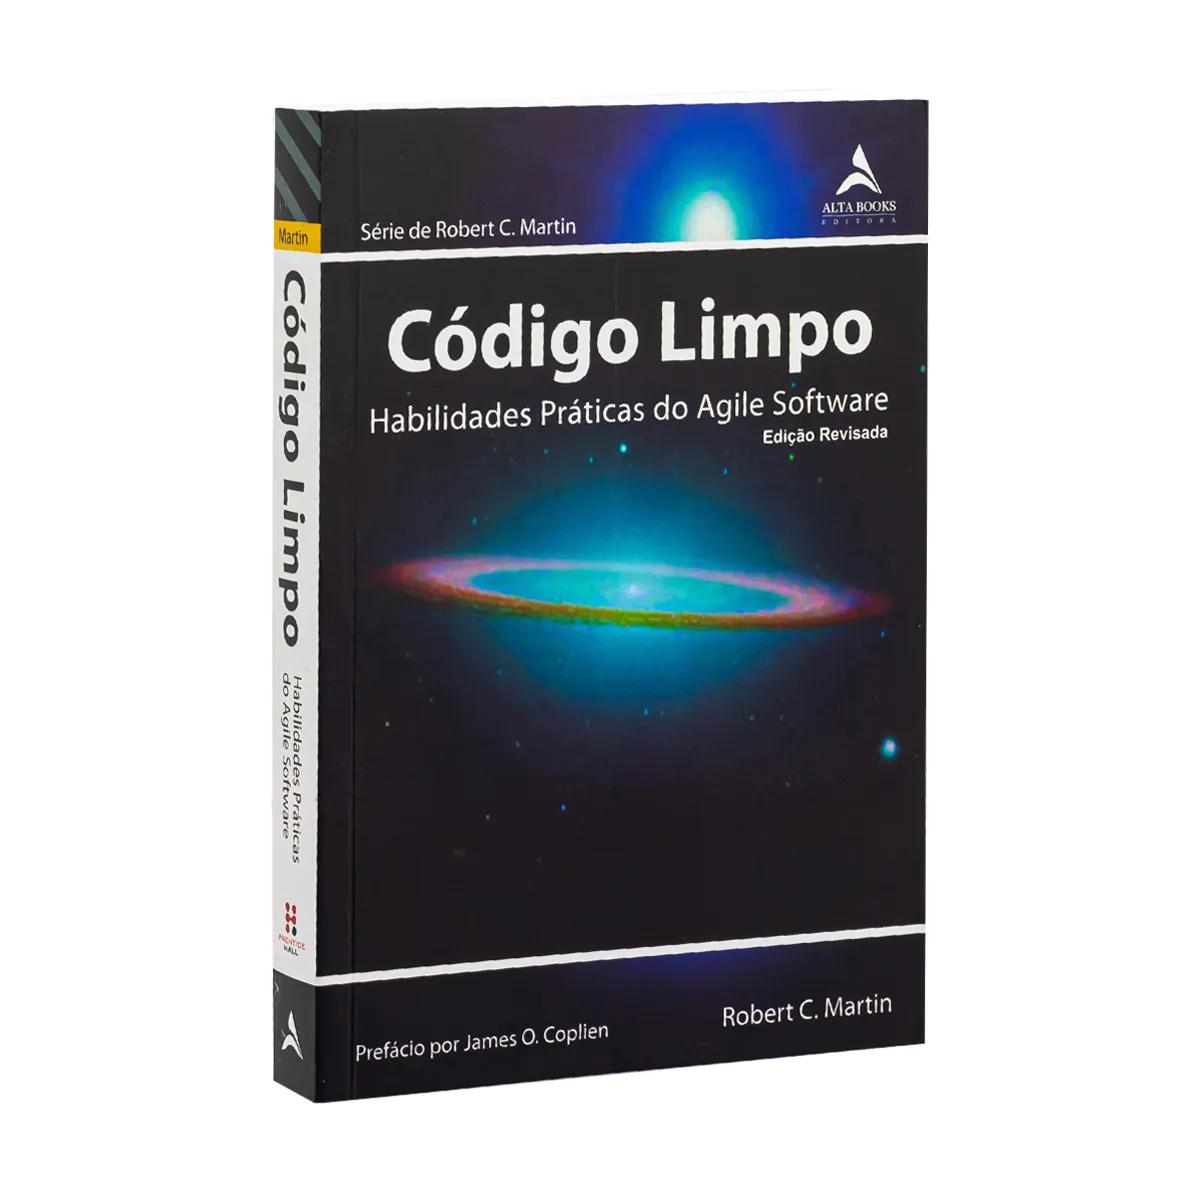 Martin
Código Limpo
Habilidades Práticas
do Agile Software
PRENTICE
HALL
Série de Robert C. Martin
ALTA BOOKS
EDITORA
Código Limpo
Habilidades Práticas do Agile Software
Edição Revisada
Prefácio por James O. Coplien
Robert C. Martin